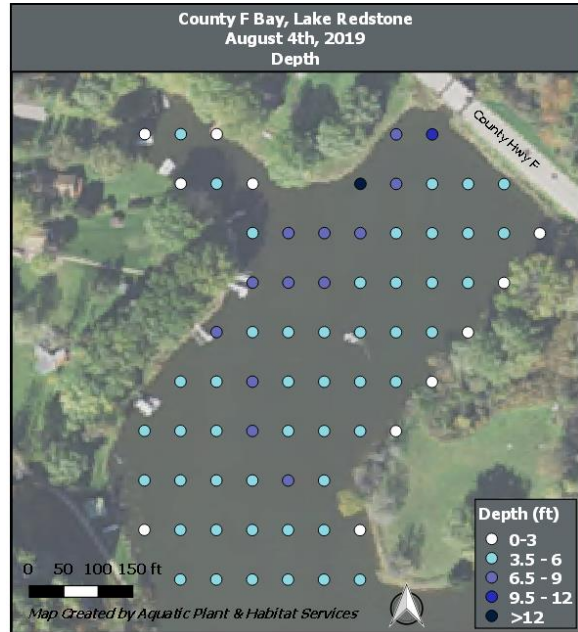 County F Bay, Lake Redstone
August 4th, 2019
Depth
County Hwy F
Depth (ft)
0-3
3.5 - 6
6.5 - 9
9.5 - 12
>12
0 50 100 150 ft
Map Created by Aquatic Plant & Habitat Services